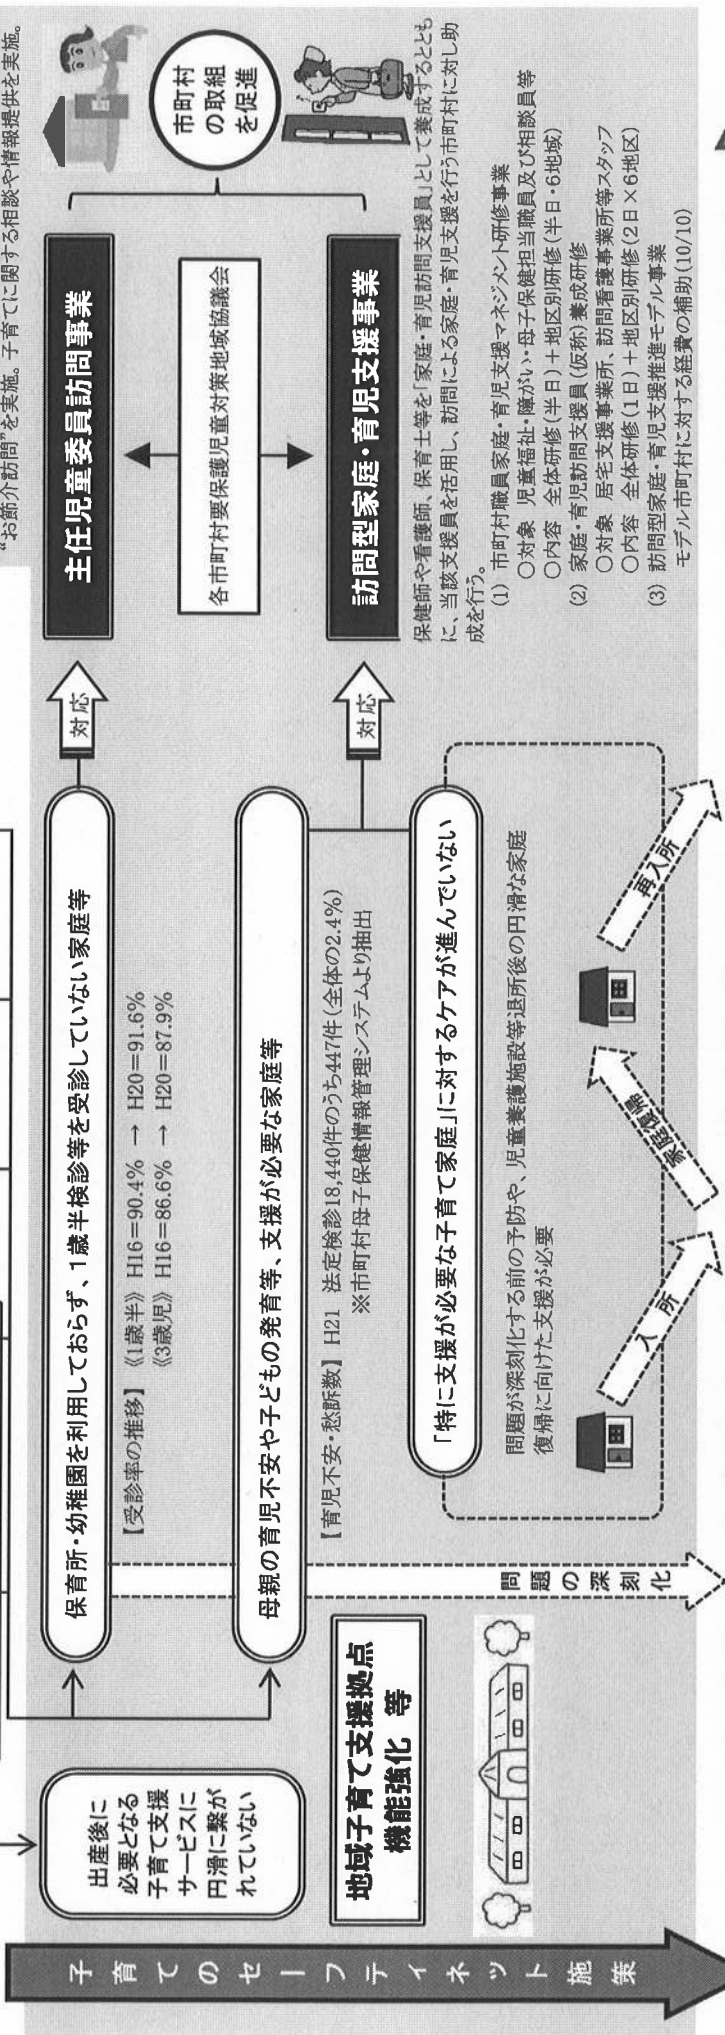 子育てのセーフティネット施策
出産後に
必要となる
子育て支援
サービスに
円滑に繋が
れていない
地域子育て支援拠点
機能強化 等
保育所・幼稚園を利用しておらず、1歳半検診等を受診していない家庭等
【受診率の推移】《1歳半》 H16＝90.4% → H20＝91.6%
《3歳児》 H16＝86.6% → H20＝87.9%
母親の育児不安や子どもの発育等、支援が必要な家庭等
【育児不安・愁訴数】 H21 法定検診18,440件のうち447件(全体の2.4%)
※市町村母子保健情報管理システムより抽出
「特に支援が必要な子育て家庭」に対するケアが進んでいない
問題が深刻化する前の予防や、児童養護施設等退所後の円滑な家庭
復帰に向けた支援が必要
問題の深刻化
入所
家庭復帰
再入所
対応
対応
“お節介訪問”を実施。子育てに関する相談や情報提供を実施。
主任児童委員訪問事業
各市町村要保護児童対策地域協議会
訪問型家庭・育児支援事業
市町村
の取組
を促進
保健師や看護師、保育士等を「家庭・育児訪問支援員」として養成するととも
に、当該支援員を活用し、訪問による家庭・育児支援を行う市町村に対し助
成を行う。
(1) 市町村職員家庭・育児支援マネジメント研修事業
○対象 児童福祉・障がい・母子保健担当職員及び相談員等
○内容 全体研修(半日)＋地区別研修(半日・6地域)
(2) 家庭・育児訪問支援員(仮称)養成研修
○対象 居宅支援事業所、訪問看護事業所等スタッフ
○内容 全体研修(1日)＋地区別研修(2日×6地区)
(3) 訪問型家庭・育児支援推進モデル事業
モデル市町村に対する経費の補助(10/10)